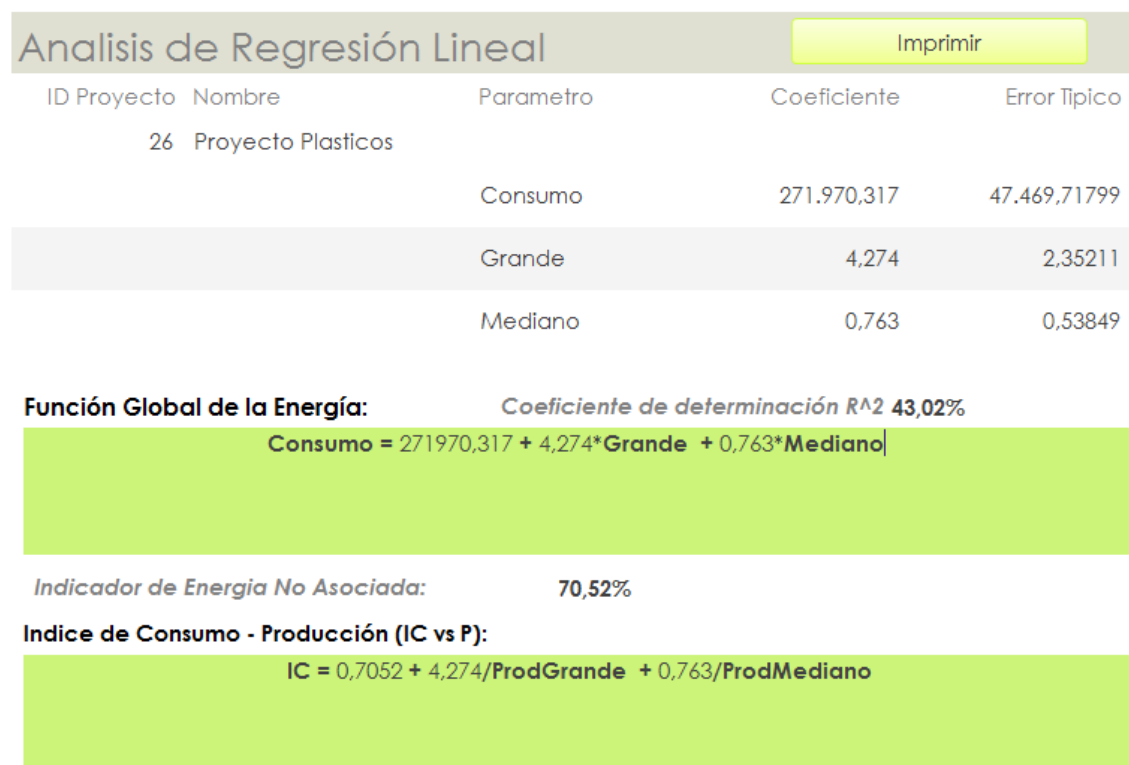 Analisis de Regresión Lineal Imprimir
ID Proyecto Nombre Parametro Coeficiente Error Tipico
26 Proyecto Plasticos
Consumo 271.970,317 47.469,71799
Grande 4,274 2,35211
Mediano 0,763 0,53849
Función Global de la Energía: Coeficiente de determinación R^2 43,02%
Consumo = 271970,317 + 4,274*Grande + 0,763*Mediano
Indicador de Energia No Asociada: 70,52%
Indice de Consumo - Producción (IC vs P):
IC = 0,7052 + 4,274/ProdGrande + 0,763/ProdMediano